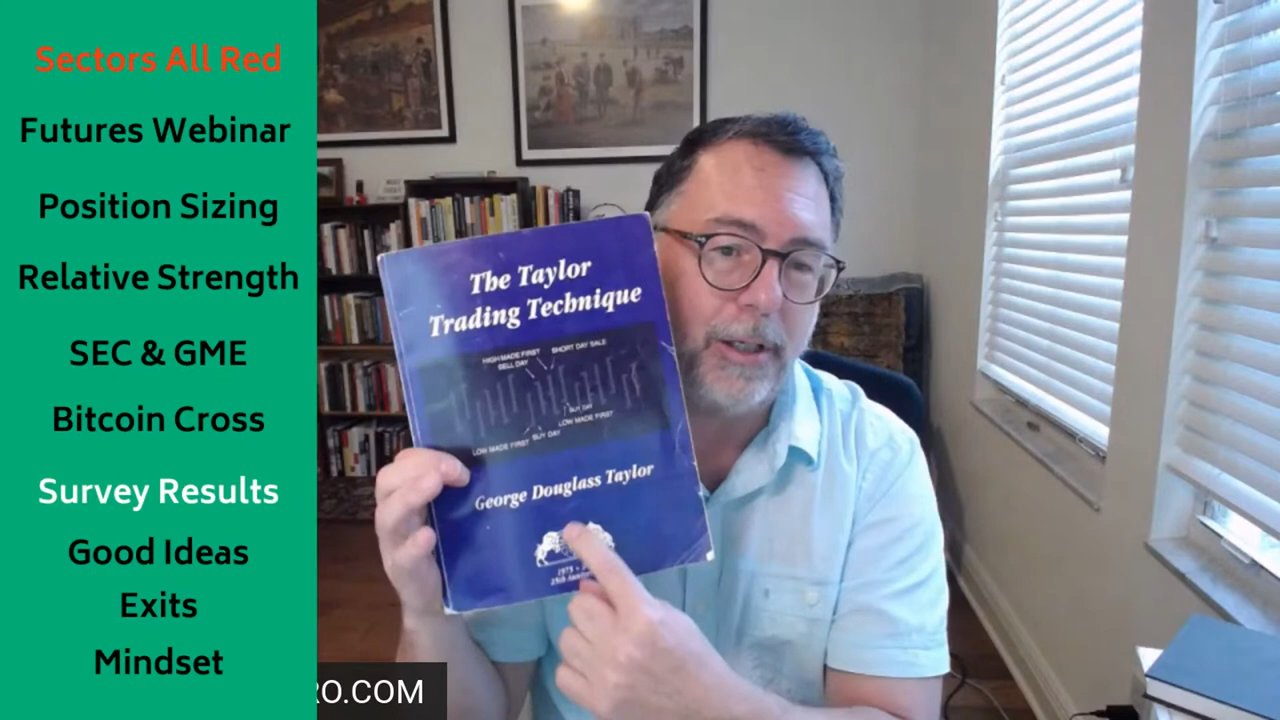 Sectors All Red
Futures Webinar
Position Sizing
Relative Strength
SEC & GME
Bitcoin Cross
Survey Results
Good Ideas
Exits
Mindset
The Taylor
Trading Technique
HIGH MADE FIRST
SELL DAY
SHORT DAY SALE
BUY DAY
LOW MADE FIRST
LOW MADE FIRST
BUY DAY
George Douglass Taylor
RO.COM